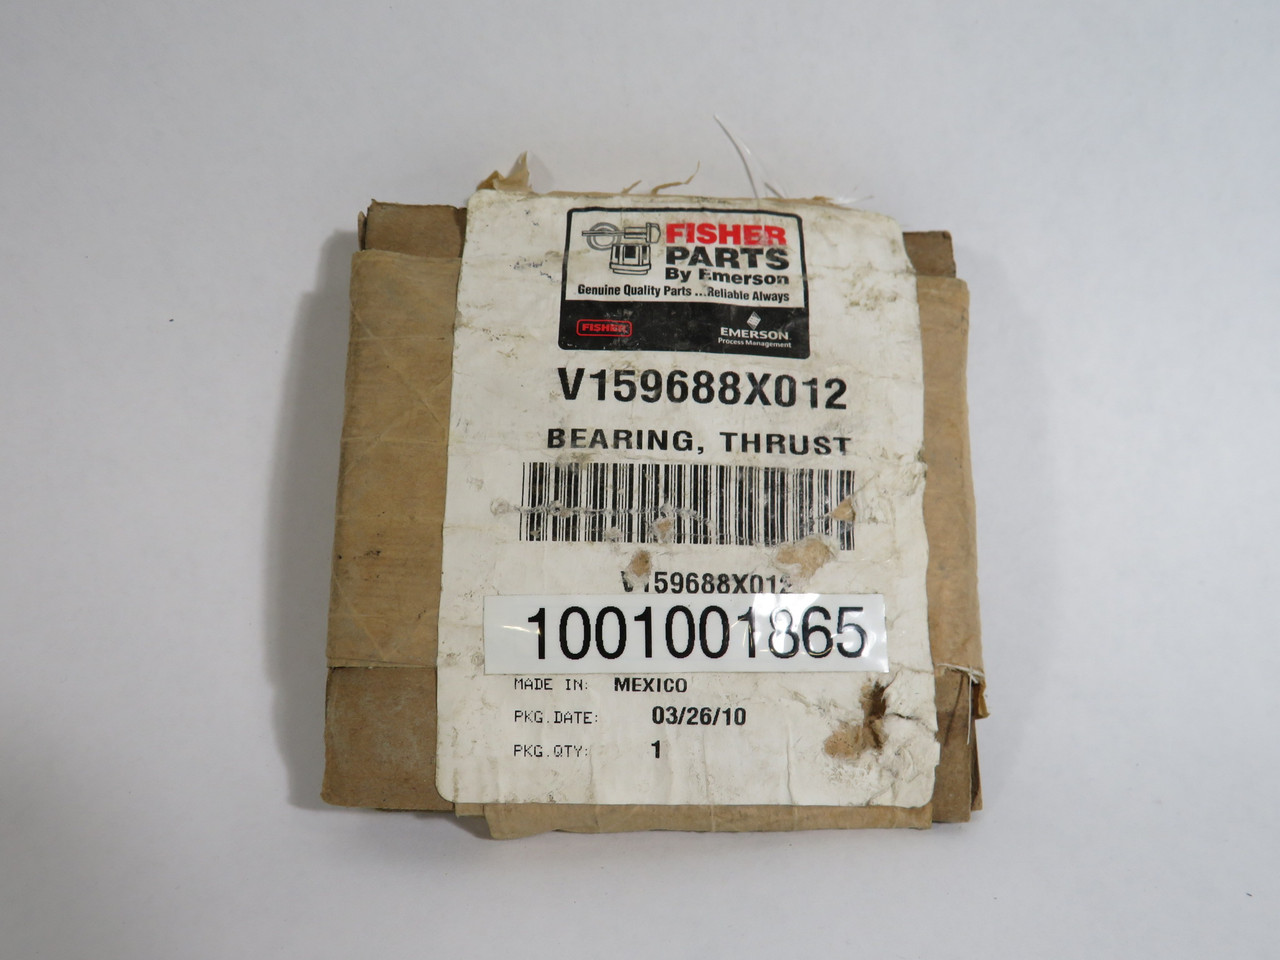 FISHER
PARTS
By Emerson
Genuine Quality Parts ...Reliable Always
FISHER
EMERSON
Process Management
V159688X012
BEARING, THRUST
V159688X012
1001001865
MADE IN: MEXICO
PKG.DATE: 03/26/10
PKG.QTY: 1